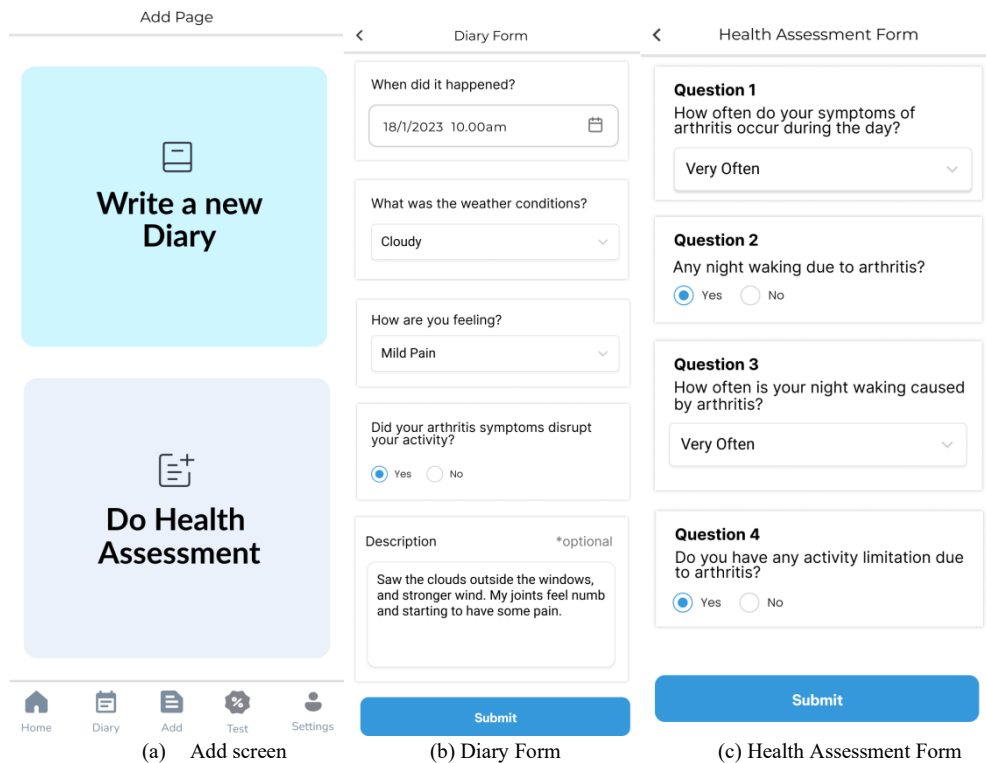 Add Page
Write a new
Diary
Do Health
Assessment
Home
Diary
Add
Test
Settings
(a) Add screen
Diary Form
When did it happened?
18/1/2023 10.00am
What was the weather conditions?
Cloudy
How are you feeling?
Mild Pain
Did your arthritis symptoms disrupt
your activity?
Yes
No
Description
*optional
Saw the clouds outside the windows,
and stronger wind. My joints feel numb
and starting to have some pain.
Submit
(b) Diary Form
Health Assessment Form
Question 1
How often do your symptoms of
arthritis occur during the day?
Very Often
Question 2
Any night waking due to arthritis?
Yes
No
Question 3
How often is your night waking caused
by arthritis?
Very Often
Question 4
Do you have any activity limitation due
to arthritis?
Yes
No
Submit
(c) Health Assessment Form